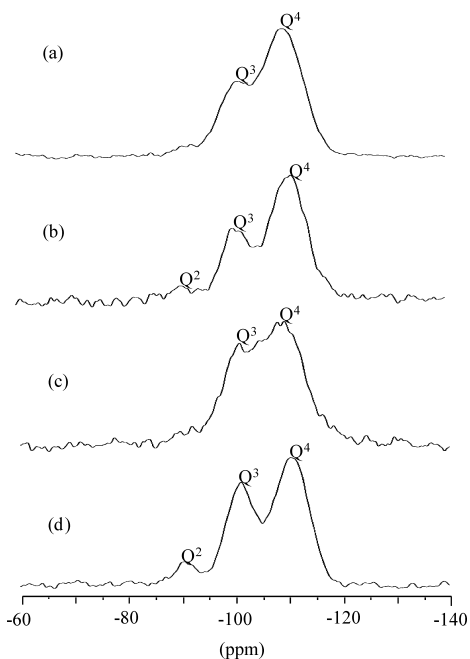 (a)
Q³ Q⁴
(b)
Q² Q³ Q⁴
(c)
Q³ Q⁴
(d)
Q² Q³ Q⁴
-60 -80 -100 -120 -140
(ppm)